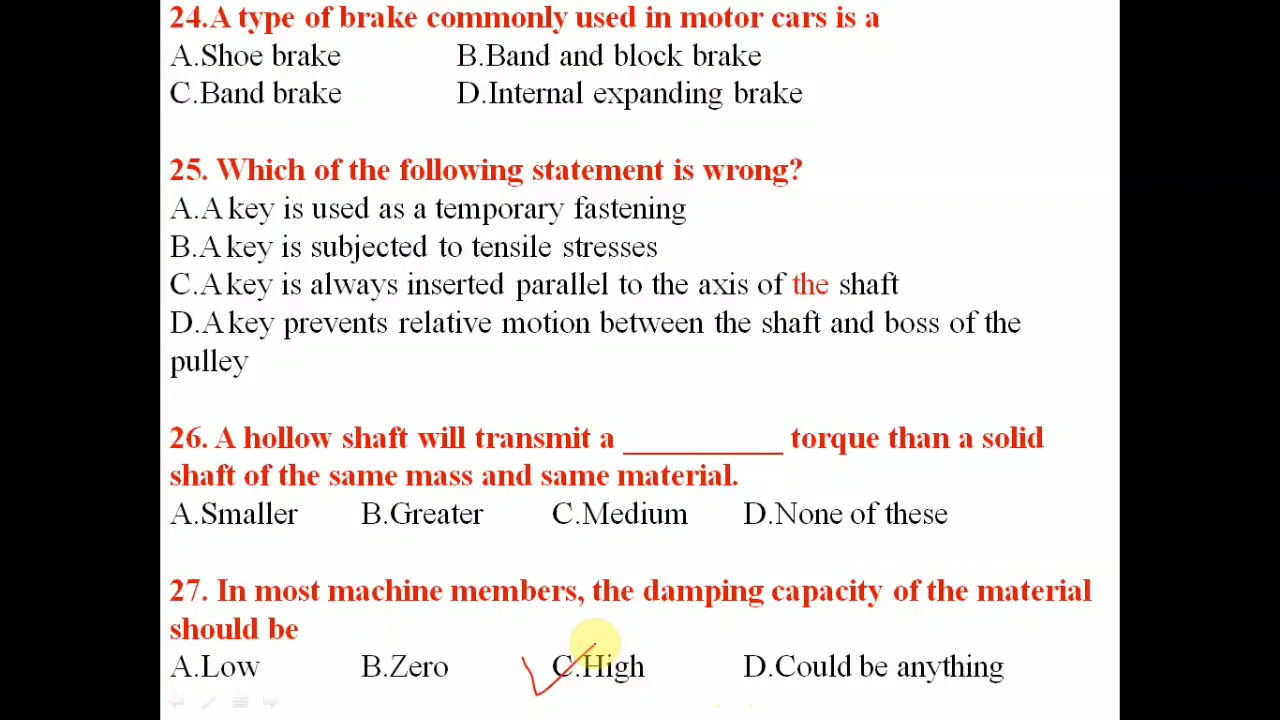 24.A type of brake commonly used in motor cars is a
A.Shoe brake B.Band and block brake
C.Band brake D.Internal expanding brake
25. Which of the following statement is wrong?
A.A key is used as a temporary fastening
B.A key is subjected to tensile stresses
C.A key is always inserted parallel to the axis of the shaft
D.A key prevents relative motion between the shaft and boss of the
pulley
26. A hollow shaft will transmit a __________ torque than a solid
shaft of the same mass and same material.
A.Smaller B.Greater C.Medium D.None of these
27. In most machine members, the damping capacity of the material
should be
A.Low B.Zero C.High D.Could be anything